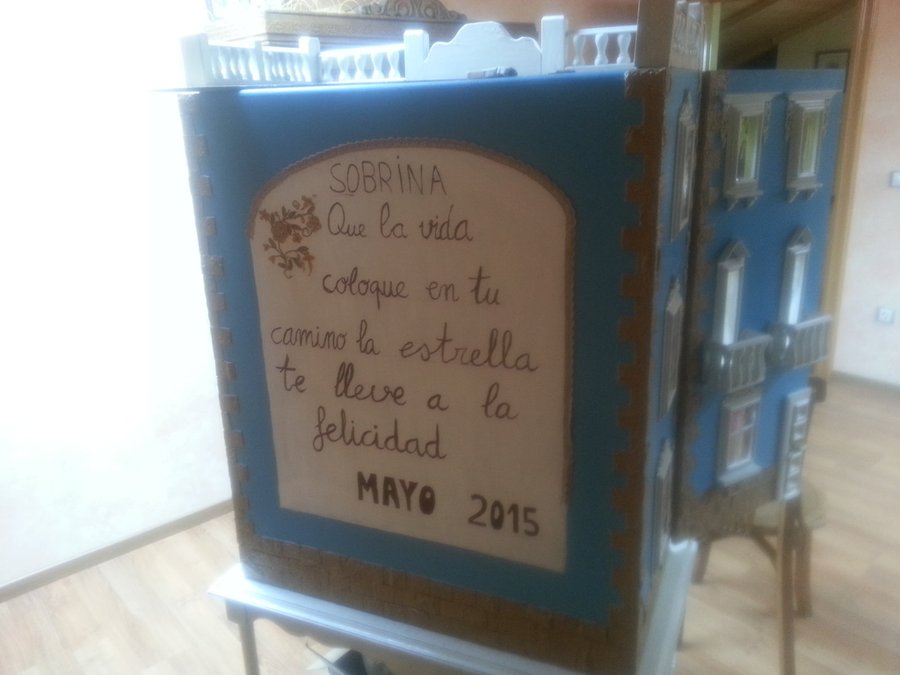 SOBRINA
Que la vida
coloque en tu
camino la estrella
te lleve a la
felicidad
MAYO 2015